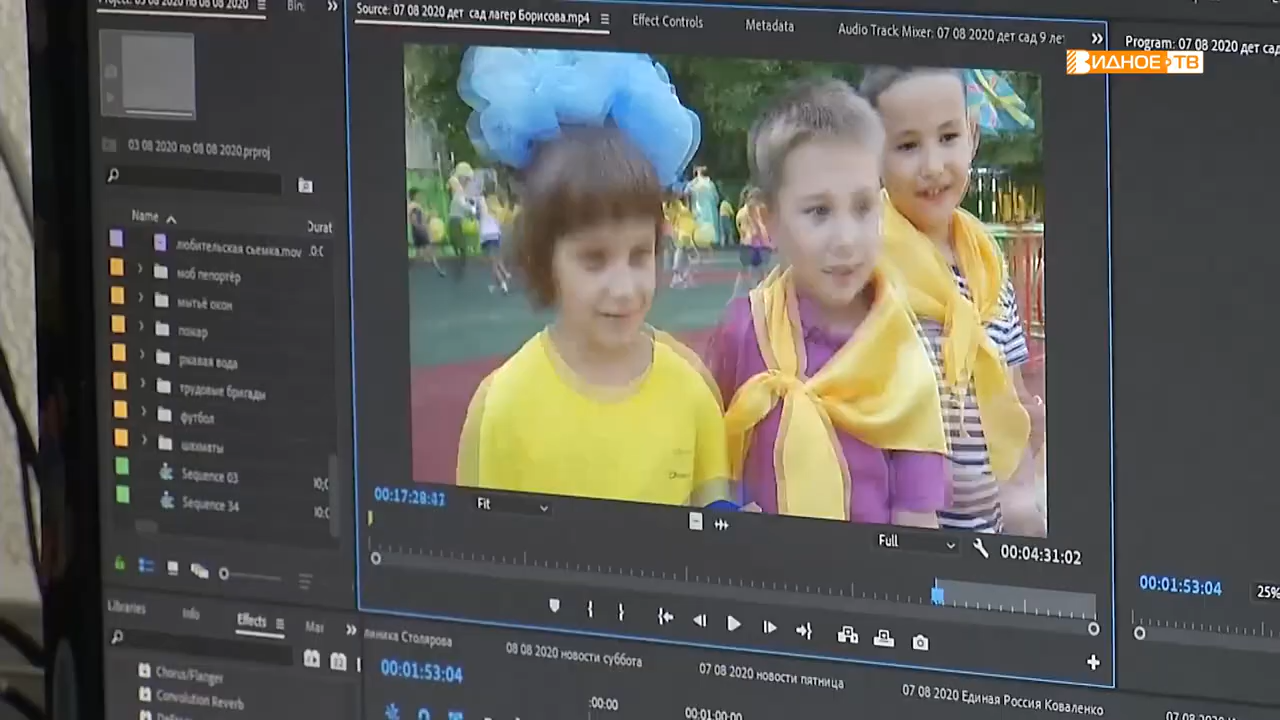 Project: 03 08 2020 по 08 08 2020
Bin:
Source: 07 08 2020 дет сад лагер Борисова.mp4
Effect Controls
Metadata
Audio Track Mixer: 07 08 2020 дет сад 9 лет
Program: 07 08 2020 дет сад
ВИДНОЕ ТВ
03 08 2020 по 08 08 2020.prproj
Name
Durat
любительская съемка.mov
моб пепортёр
мытьё окон
пожар
ржавая вода
трудовые бригады
футбол
шахматы
Sequence 03
Sequence 34
Fit
Full
00:04:31:02
00:01:53:04
25%
Libraries
Info
Effects
Mar
Chorus/Flanger
Convolution Reverb
линика Столярова
08 08 2020 новости суббота
07 08 2020 новости пятница
07 08 2020 Единая Россия Коваленко
00:01:53:04
:00:00
00:01:00:00